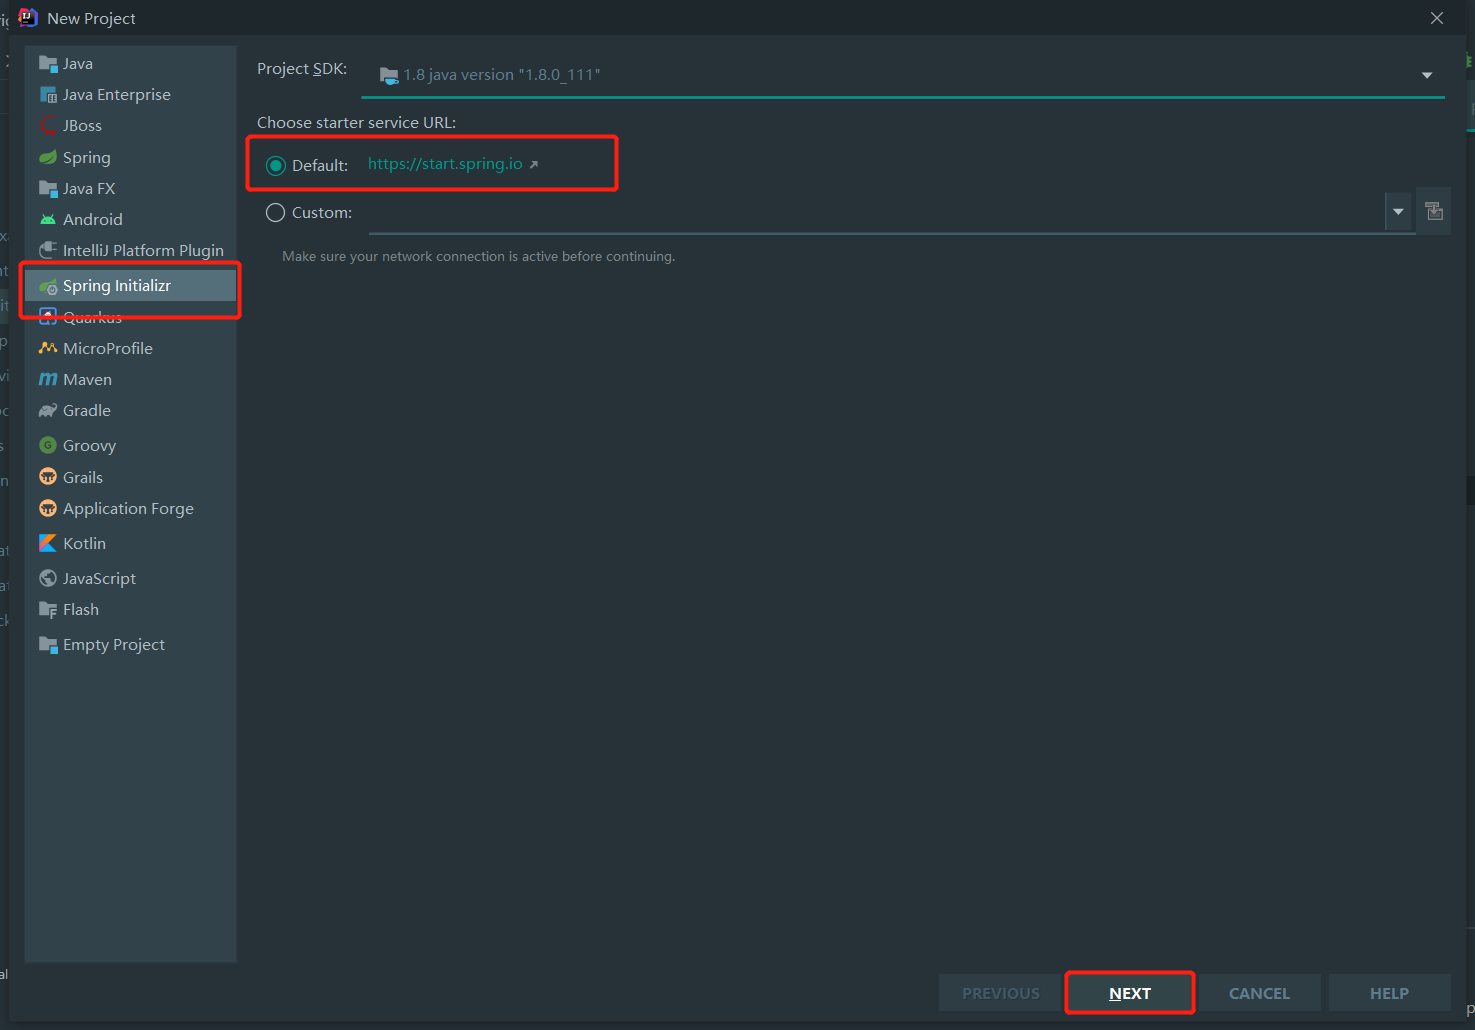 New Project
Java
Java Enterprise
JBoss
Spring
Java FX
Android
IntelliJ Platform Plugin
Spring Initializr
Quarkus
MicroProfile
Maven
Gradle
Groovy
Grails
Application Forge
Kotlin
JavaScript
Flash
Empty Project
Project SDK: 1.8 java version "1.8.0_111"
Choose starter service URL:
Default: https://start.spring.io
Custom:
Make sure your network connection is active before continuing.
PREVIOUS NEXT CANCEL HELP